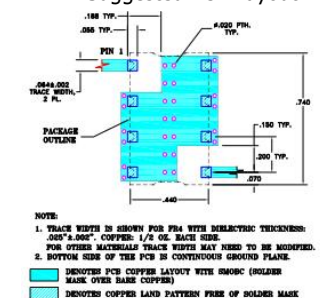 .188 TYP.
.055 TYP.
ø.020 PTH.
TYP.
PIN 1
.064±.002
TRACE WIDTH,
2 PL.
PACKAGE
OUTLINE
.740
.150 TYP.
.200 TYP.
.070
.440
NOTE:
1. TRACE WIDTH IS SHOWN FOR FR4 WITH DIELECTRIC THICKNESS:
.025"±.002". COPPER: 1/2 OZ. EACH SIDE.
FOR OTHER MATERIALS TRACE WIDTH MAY NEED TO BE MODIFIED.
2. BOTTOM SIDE OF THE PCB IS CONTINUOUS GROUND PLANE.
DENOTES PCB COPPER LAYOUT WITH SMOBC (SOLDER
MASK OVER BARE COPPER)
DENOTES COPPER LAND PATTERN FREE OF SOLDER MASK